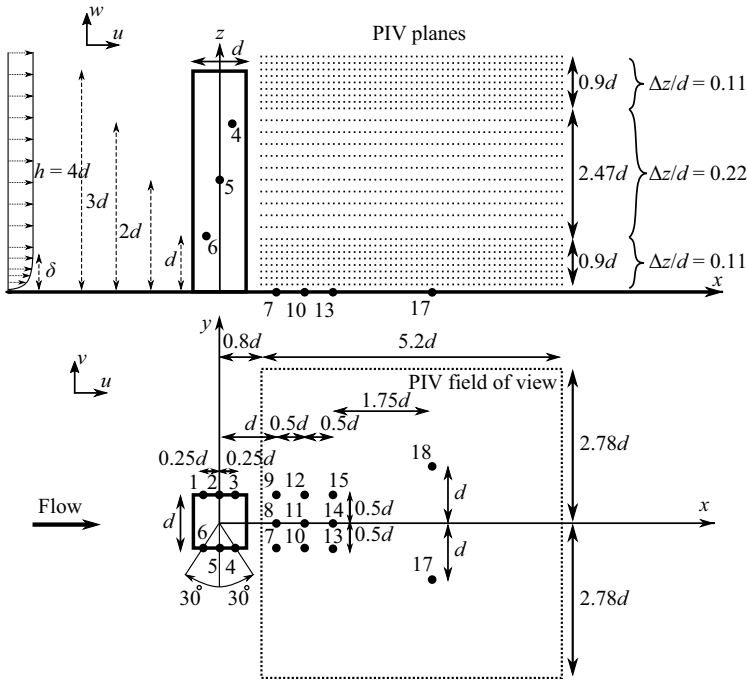 w
u
z
d
PIV planes
0.9d
Δz/d = 0.11
4
h = 4d
3d
5
2.47d
Δz/d = 0.22
2d
6
d
δ
0.9d
Δz/d = 0.11
x
7 10 13 17
y
0.8d 5.2d
v
u
PIV field of view
1.75d
d 0.5d 0.5d
2.78d
0.25d 0.25d
18
1 2 3 9 12 15
d
Flow
d
6 8 11 14
0.5d
0.5d
x
7 10 13
5 4
d
17
30° 30°
2.78d